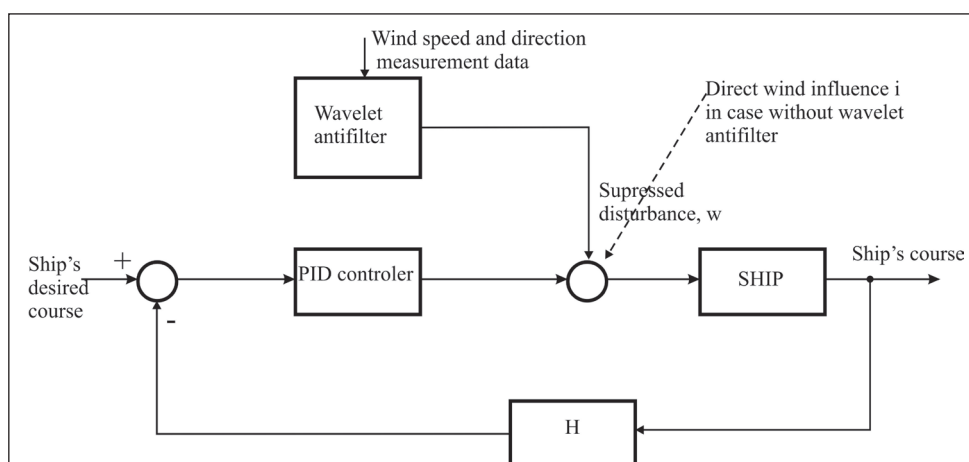 Wind speed and direction
measurement data
Wavelet
antifilter
Direct wind influence i
in case without wavelet
antifilter
Supressed
disturbance, w
Ship's
desired
course
+
-
PID controler
SHIP
Ship's course
H